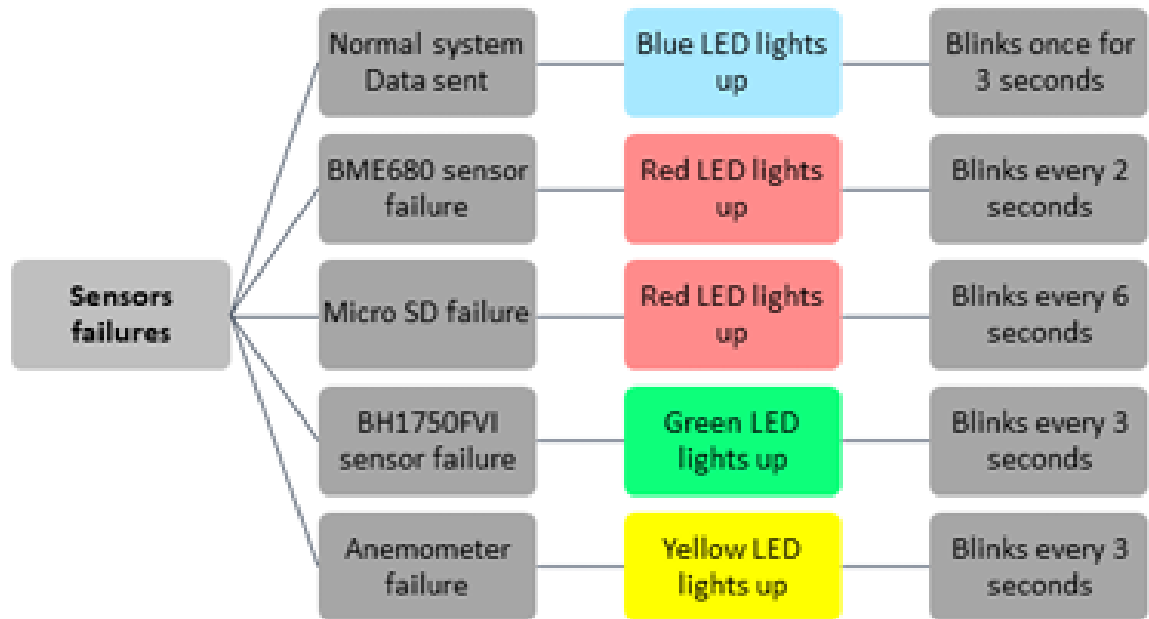 Normal system
Data sent
Blue LED lights
up
Blinks once for
3 seconds
BME680 sensor
failure
Red LED lights
up
Blinks every 2
seconds
Sensors
failures
Micro SD failure
Red LED lights
up
Blinks every 6
seconds
BH1750FVI
sensor failure
Green LED
lights up
Blinks every 3
seconds
Anemometer
failure
Yellow LED
lights up
Blinks every 3
seconds